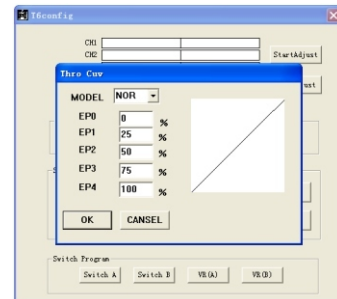 T6config
CH1
CH2
StartAdjust
Thro Cuv
MODEL NOR
EP0 0 %
EP1 25 %
EP2 50 %
EP3 75 %
EP4 100 %
OK CANSEL
Switch Program
Switch A Switch B VR(A) VR(B)